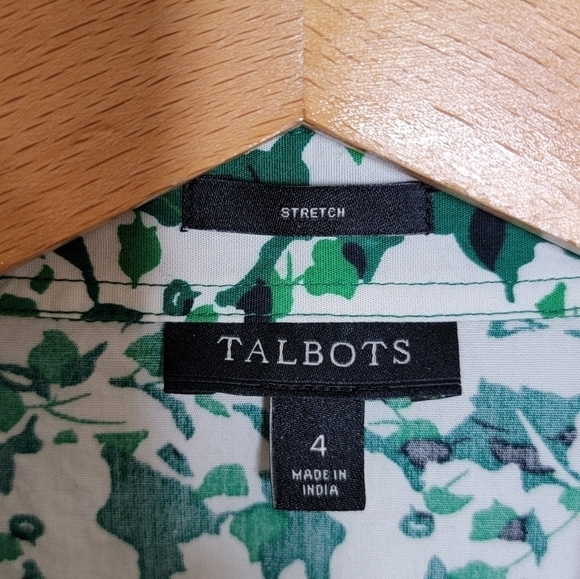 STRETCH
TALBOTS
4
MADE IN
INDIA